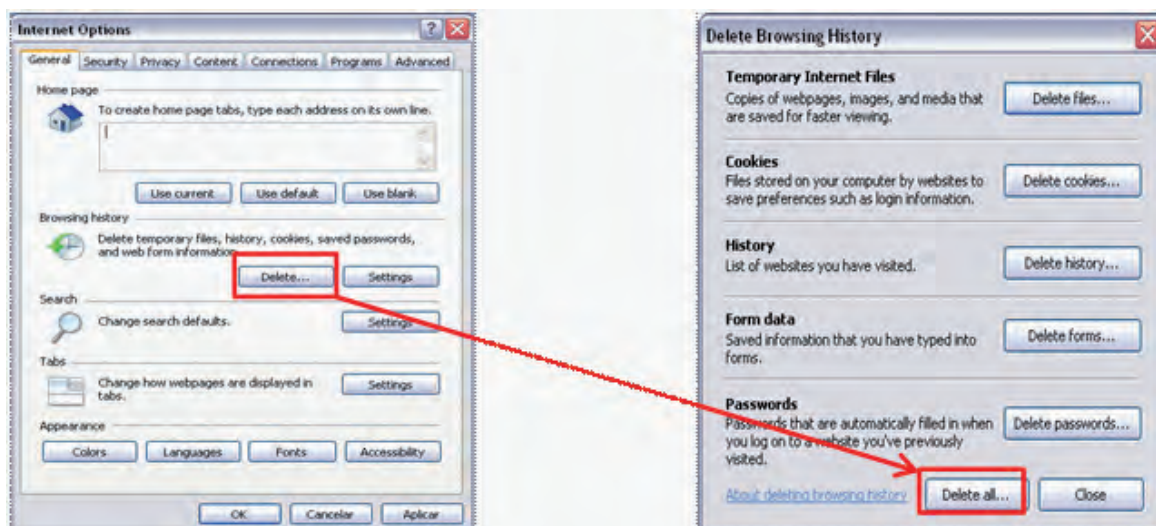 Internet Options
General Security Privacy Content Connections Programs Advanced
Home page
To create home page tabs, type each address on its own line.
Use current Use default Use blank
Browsing history
Delete temporary files, history, cookies, saved passwords,
and web form information.
Delete... Settings
Search
Change search defaults. Settings
Tabs
Change how webpages are displayed in
tabs.
Settings
Appearance
Colors Languages Fonts Accessibility
OK Cancelar Aplicar
Delete Browsing History
Temporary Internet Files
Copies of webpages, images, and media that
are saved for faster viewing.
Delete files...
Cookies
Files stored on your computer by websites to
save preferences such as login information.
Delete cookies...
History
List of websites you have visited.
Delete history...
Form data
Saved information that you have typed into
forms.
Delete forms...
Passwords
Passwords that are automatically filled in when
you log on to a website you've previously
visited.
Delete passwords...
About deleting browsing history Delete all... Close